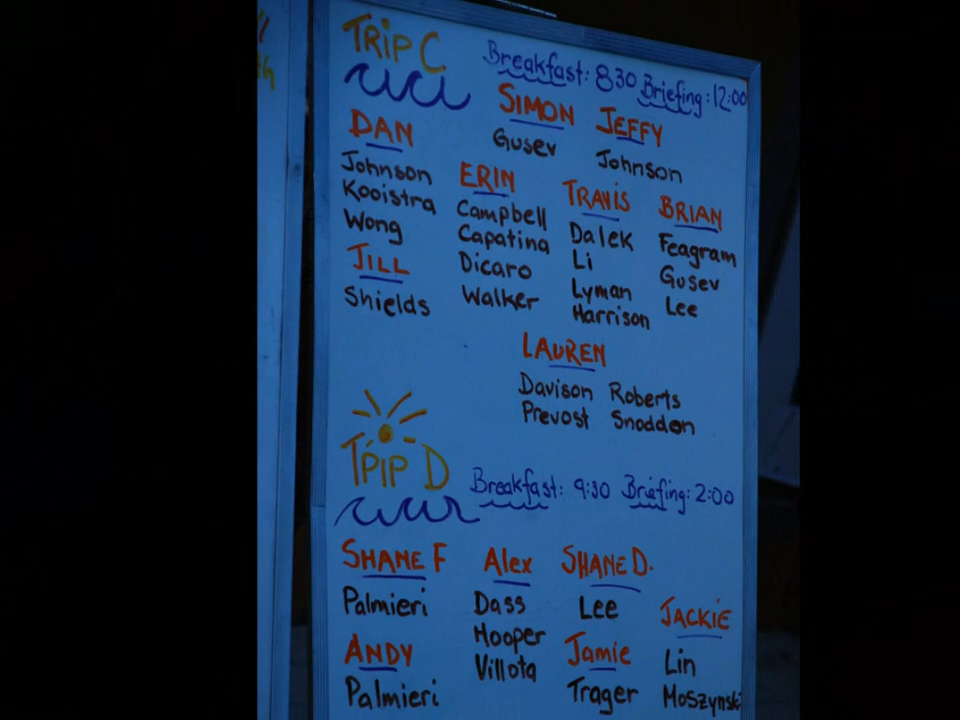 TRIP C
Breakfast: 830 Briefing: 12:00
SIMON
Gusev
JEFFY
Johnson
DAN
Johnson
Kooistra
Wong
JILL
Shields
ERIN
Campbell
Capatina
Dicaro
Walker
TRAVIS
Dalek
Li
Lyman
Harrison
BRIAN
Feagram
Gusev
Lee
LAUREN
Davison Roberts
Prevost Snoddon
TPIP D
Breakfast: 9:30 Briefing: 2:00
SHANE F
Palmieri
ANDY
Palmieri
Alex
Dass
Hooper
Villota
SHANE D.
Lee
Jamie
Trager
JACKIE
Lin
Moszynski